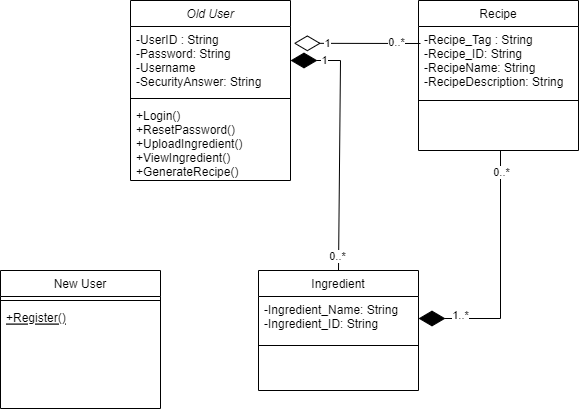 Old User
-UserID : String
-Password: String
-Username
-SecurityAnswer: String
+Login()
+ResetPassword()
+UploadIngredient()
+ViewIngredient()
+GenerateRecipe()
1
0..*
1
Recipe
-Recipe_Tag : String
-Recipe_ID: String
-RecipeName: String
-RecipeDescription: String
0..*
0..*
New User
+Register()
Ingredient
-Ingredient_Name: String
-Ingredient_ID: String
1..*